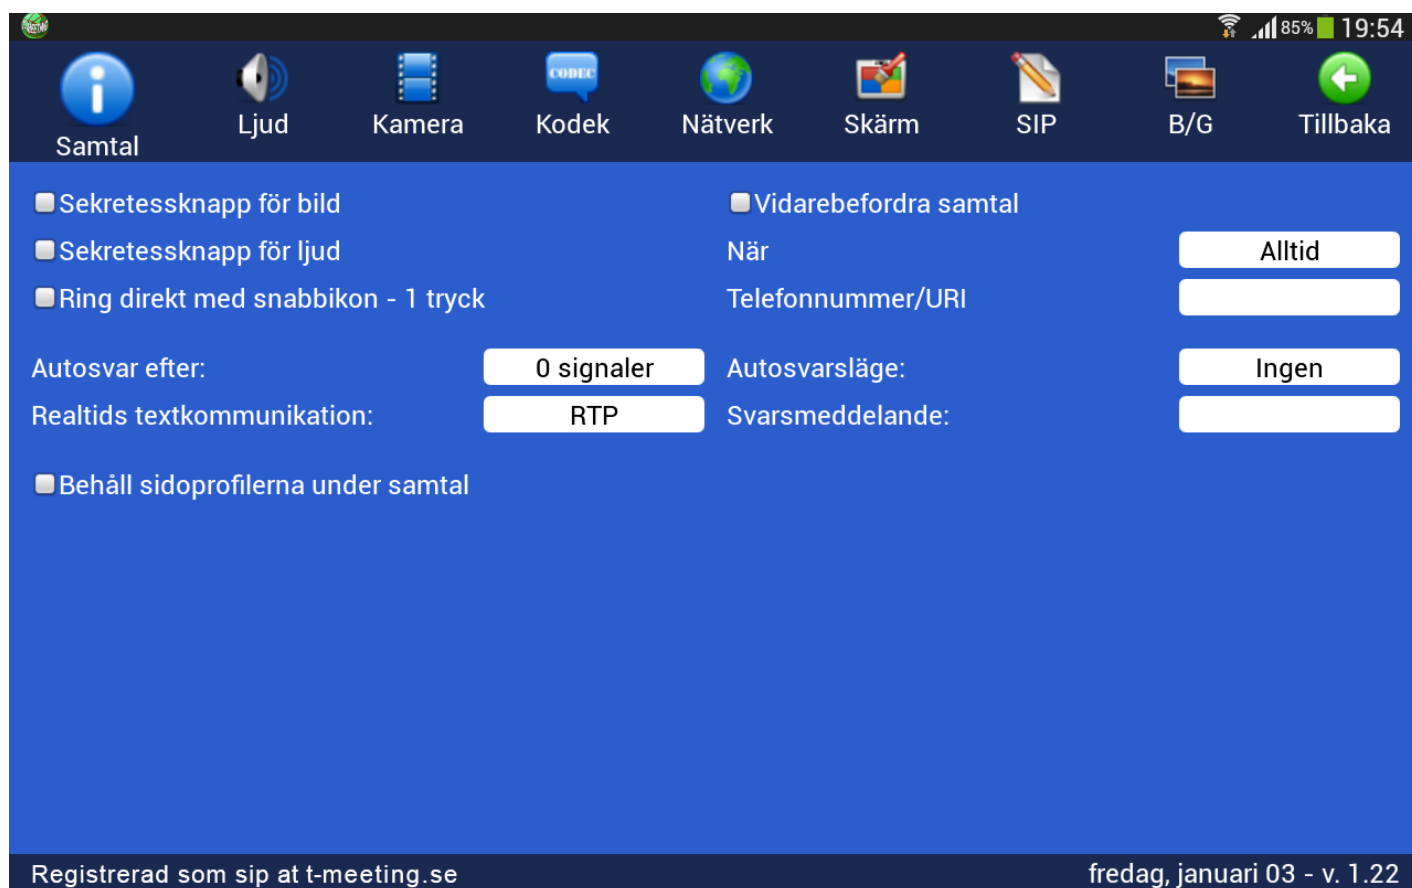 85% 19:54
CODEC
Samtal Ljud Kamera Kodek Nätverk Skärm SIP B/G Tillbaka
Sekretessknapp för bild
Vidarebefordra samtal
Sekretessknapp för ljud
När Alltid
Ring direkt med snabbikon - 1 tryck
Telefonnummer/URI
Autosvar efter: 0 signaler
Autosvarsläge: Ingen
Realtids textkommunikation: RTP
Svarsmeddelande:
Behåll sidoprofilerna under samtal
Registrerad som sip at t-meeting.se
fredag, januari 03 - v. 1.22